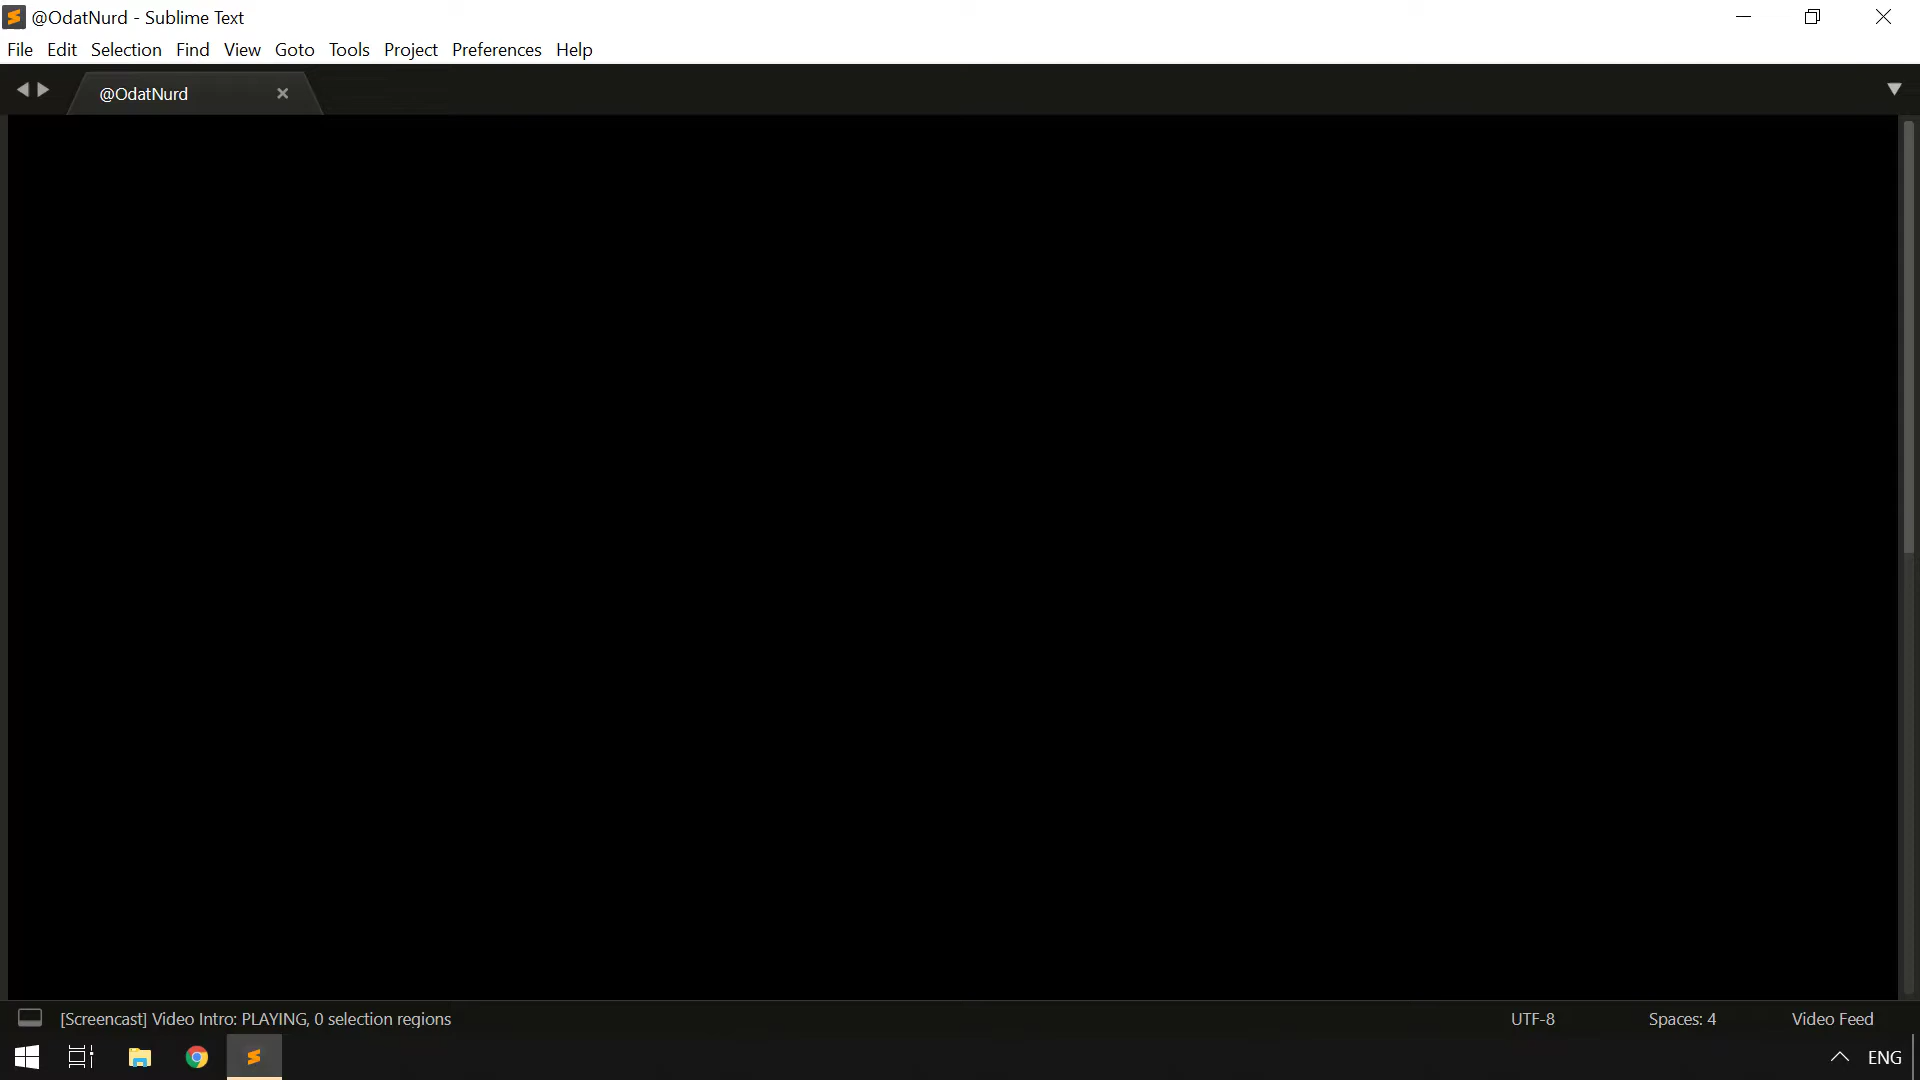 @OdatNurd - Sublime Text
File Edit Selection Find View Goto Tools Project Preferences Help
@OdatNurd
[Screencast] Video Intro: PLAYING, 0 selection regions UTF-8 Spaces: 4 Video Feed
ENG